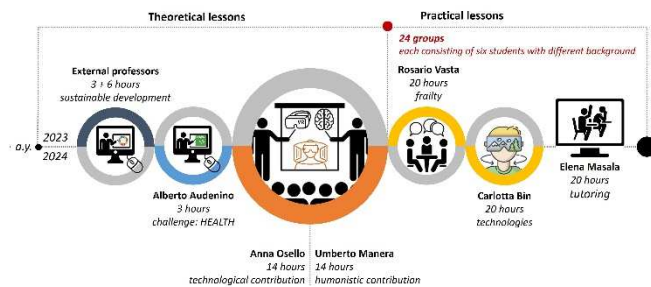 Theoretical lessons
Practical lessons
24 groups
each consisting of six students with different background
External professors
3 + 6 hours
sustainable development
Rosario Vasta
20 hours
frailty
a.y.
2023
2024
VR
Alberto Audenino
3 hours
challenge: HEALTH
Carlotta Bin
20 hours
technologies
Elena Masala
20 hours
tutoring
Anna Osello
14 hours
technological contribution
Umberto Manera
14 hours
humanistic contribution